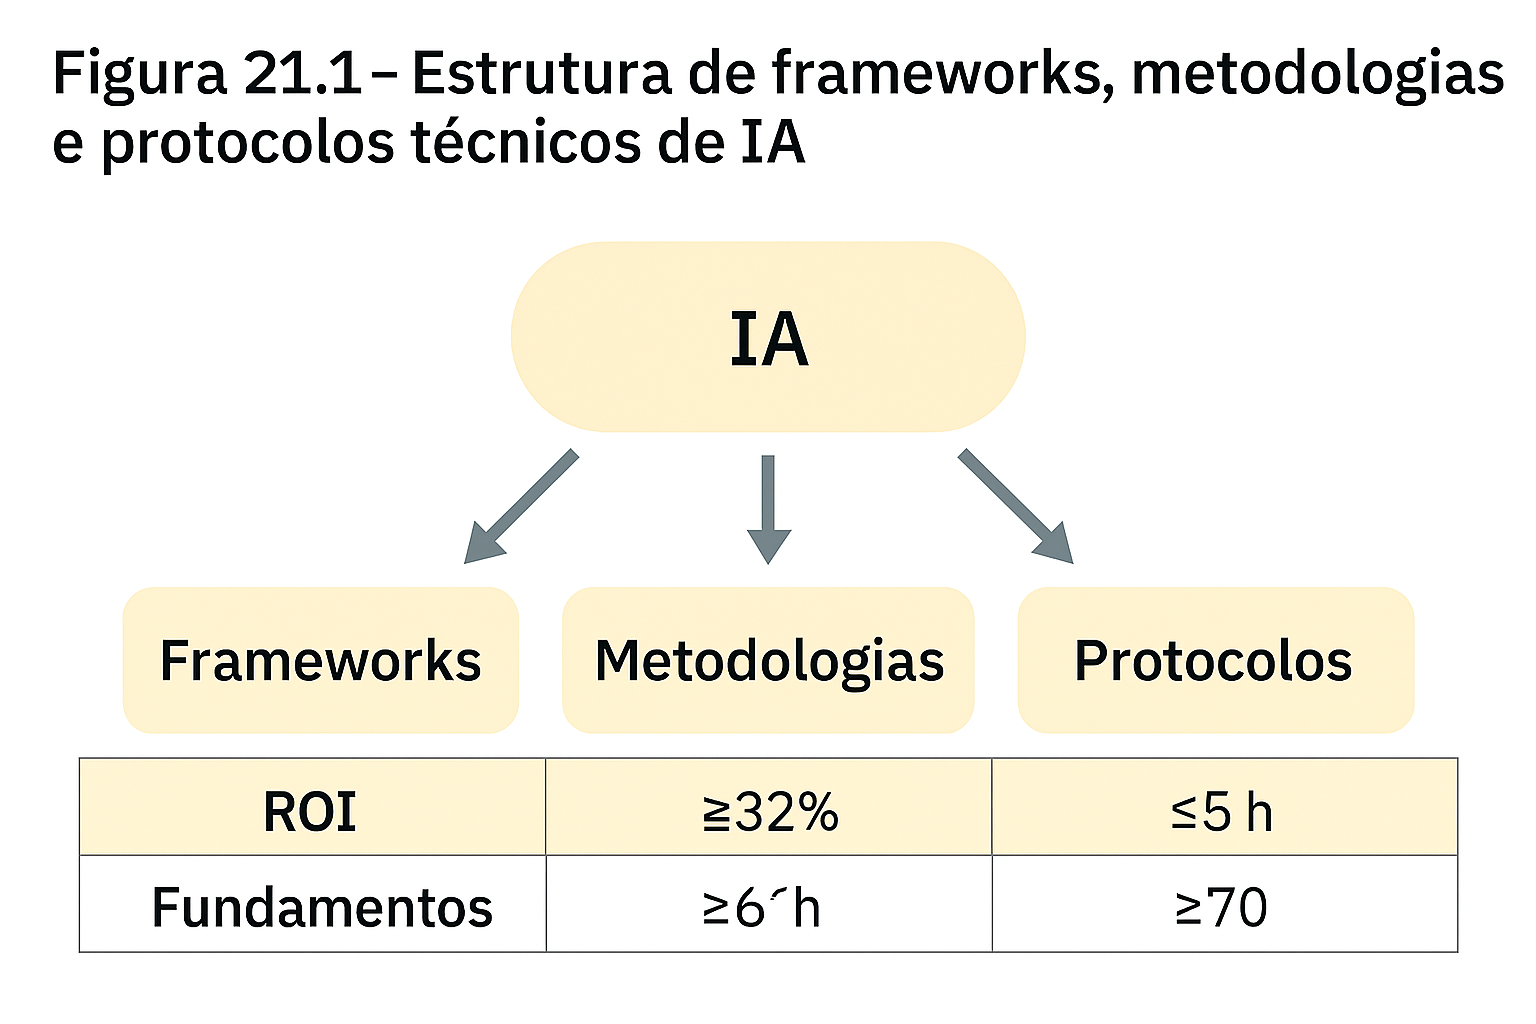 Figura 21.1 – Estrutura de frameworks, metodologias
e protocolos técnicos de IA
IA
Frameworks Metodologias Protocolos
ROI ≧32% ≤5 h
Fundamentos ≥6 h ≥70